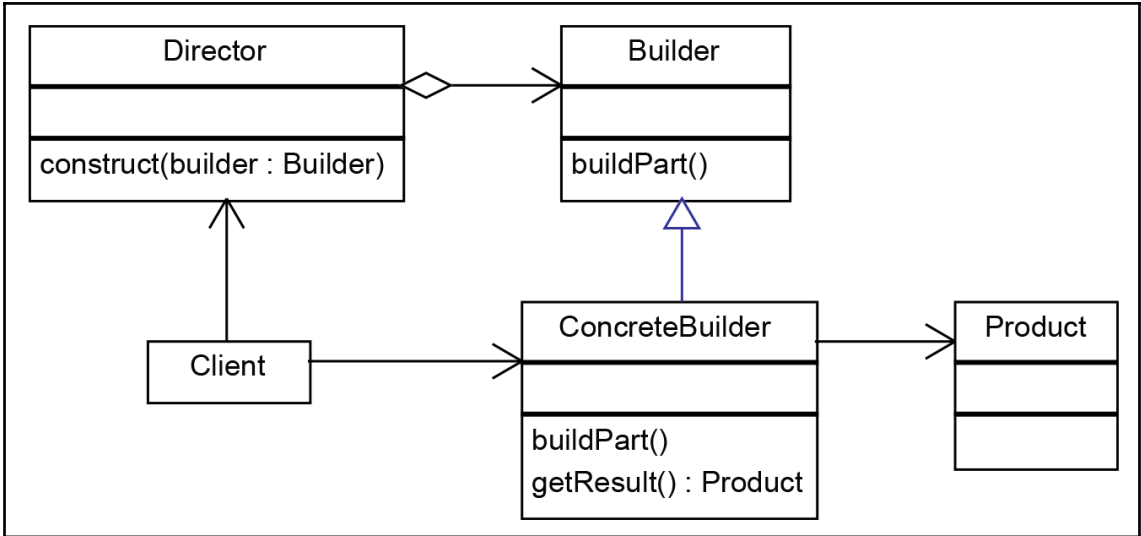 Director
construct(builder : Builder)
Builder
buildPart()
Client
ConcreteBuilder
buildPart()
getResult() : Product
Product